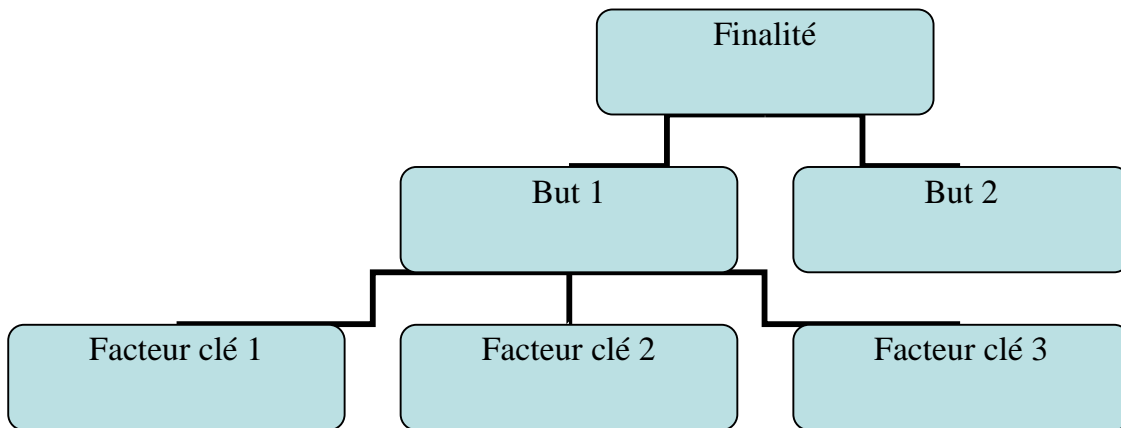 Finalité
But 1
But 2
Facteur clé 1
Facteur clé 2
Facteur clé 3